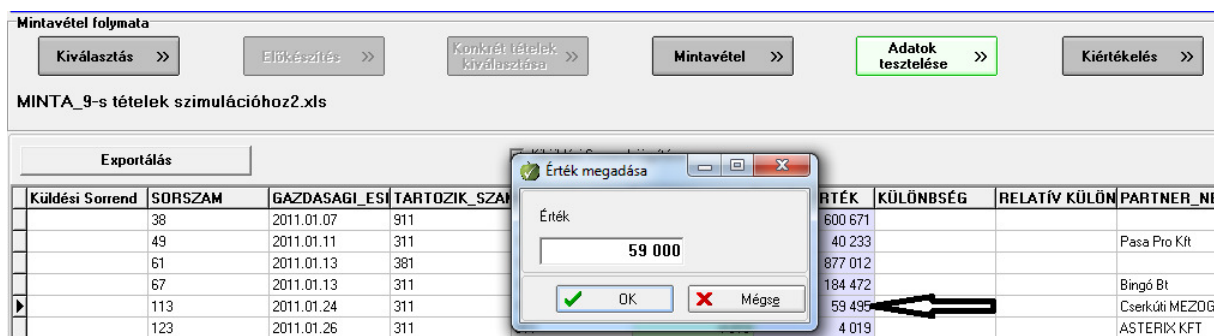 Mintavétel folymata
Kiválasztás »
Előkészítés »
Konkrét tételek kiválasztása »
Mintavétel »
Adatok tesztelése »
Kiértékelés »
MINTA_9-s tételek szimulációhoz2.xls
Exportálás
Érték megadása
Érték
59 000
OK
Mégse
Küldési Sorrend SORSZAM GAZDASAGI_ESI TARTOZIK_SZAM RTÉK KÜLÖNBSÉG RELATÍV KÜLÖN PARTNER_NE
38 2011.01.07 911 600 671
49 2011.01.11 311 40 233 Pasa Pro Kft
61 2011.01.13 381 877 012
67 2011.01.13 311 184 472 Bingó Bt
113 2011.01.24 311 59 495 Cserkúti MEZOG
123 2011.01.26 311 4 019 ASTERIX KFT